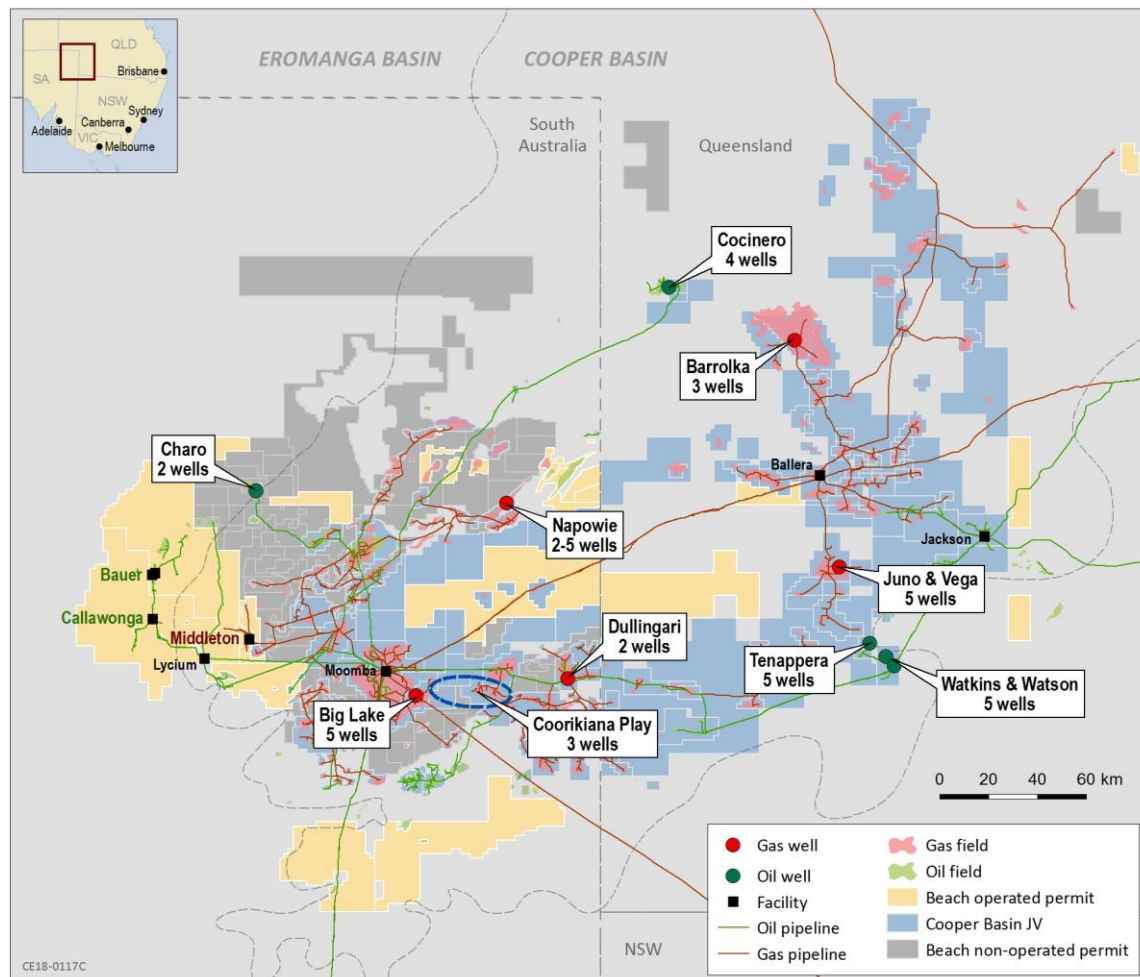 QLD
SA
Brisbane
NSW
Sydney
Canberra
Adelaide
VIC
Melbourne
EROMANGA BASIN
COOPER BASIN
South
Australia
Queensland
Cocinero
4 wells
Barrolka
3 wells
Charo
2 wells
Ballera
Napowie
2-5 wells
Jackson
Bauer
Juno & Vega
5 wells
Callawonga
Middleton
Dullingari
2 wells
Lycium
Moomba
Tenappera
5 wells
Watkins & Watson
5 wells
Big Lake
5 wells
Coorikiana Play
3 wells
0 20 40 60 km
Gas well
Oil well
Facility
Oil pipeline
Gas pipeline
Gas field
Oil field
Beach operated permit
Cooper Basin JV
Beach non-operated permit
NSW
CE18-0117C